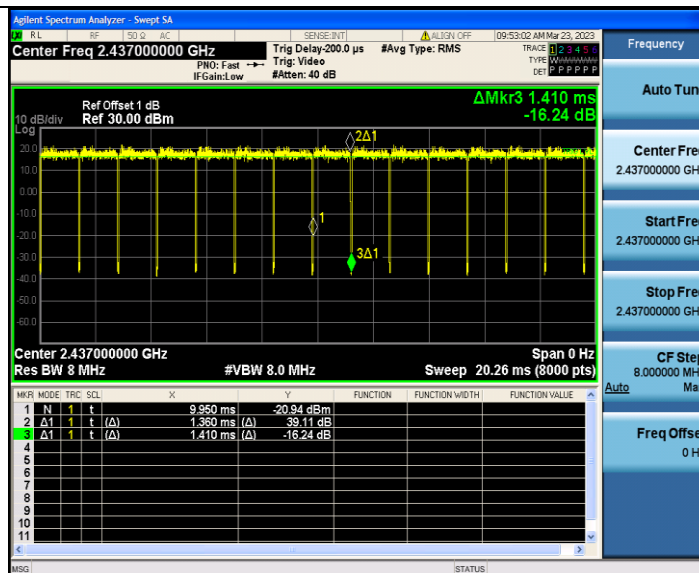 Agilent Spectrum Analyzer - Swept SA
RL RF 50 Ω AC SENSE:INT ALIGN OFF 09:53:02 AM Mar 23, 2023
Center Freq 2.437000000 GHz
PNO: Fast
IFGain:Low
Trig Delay-200.0 µs
Trig: Video
#Atten: 40 dB
#Avg Type: RMS
TRACE 1 2 3 4 5 6
TYPE W
DET P P P P P P
ΔMkr3 1.410 ms
-16.24 dB
Ref Offset 1 dB
10 dB/div Ref 30.00 dBm
Log
20.0
10.0
0.00
-10.0
-20.0
-30.0
-40.0
-50.0
-60.0
2Δ1
1
3Δ1
Center 2.437000000 GHz Span 0 Hz
Res BW 8 MHz #VBW 8.0 MHz Sweep 20.26 ms (8000 pts)
MKR MODE TRC SCL X Y FUNCTION FUNCTION WIDTH FUNCTION VALUE
1 N 1 t 9.950 ms -20.94 dBm
2 Δ1 1 t (Δ) 1.360 ms (Δ) 39.11 dB
3 Δ1 1 t (Δ) 1.410 ms (Δ) -16.24 dB
4
5
6
7
8
9
10
11
MSG STATUS
Frequency
Auto Tun
Center Fre
2.437000000 GH
Start Fre
2.437000000 GH
Stop Fre
2.437000000 GH
CF Step
8.000000 MH
Auto Ma
Freq Offse
0 H